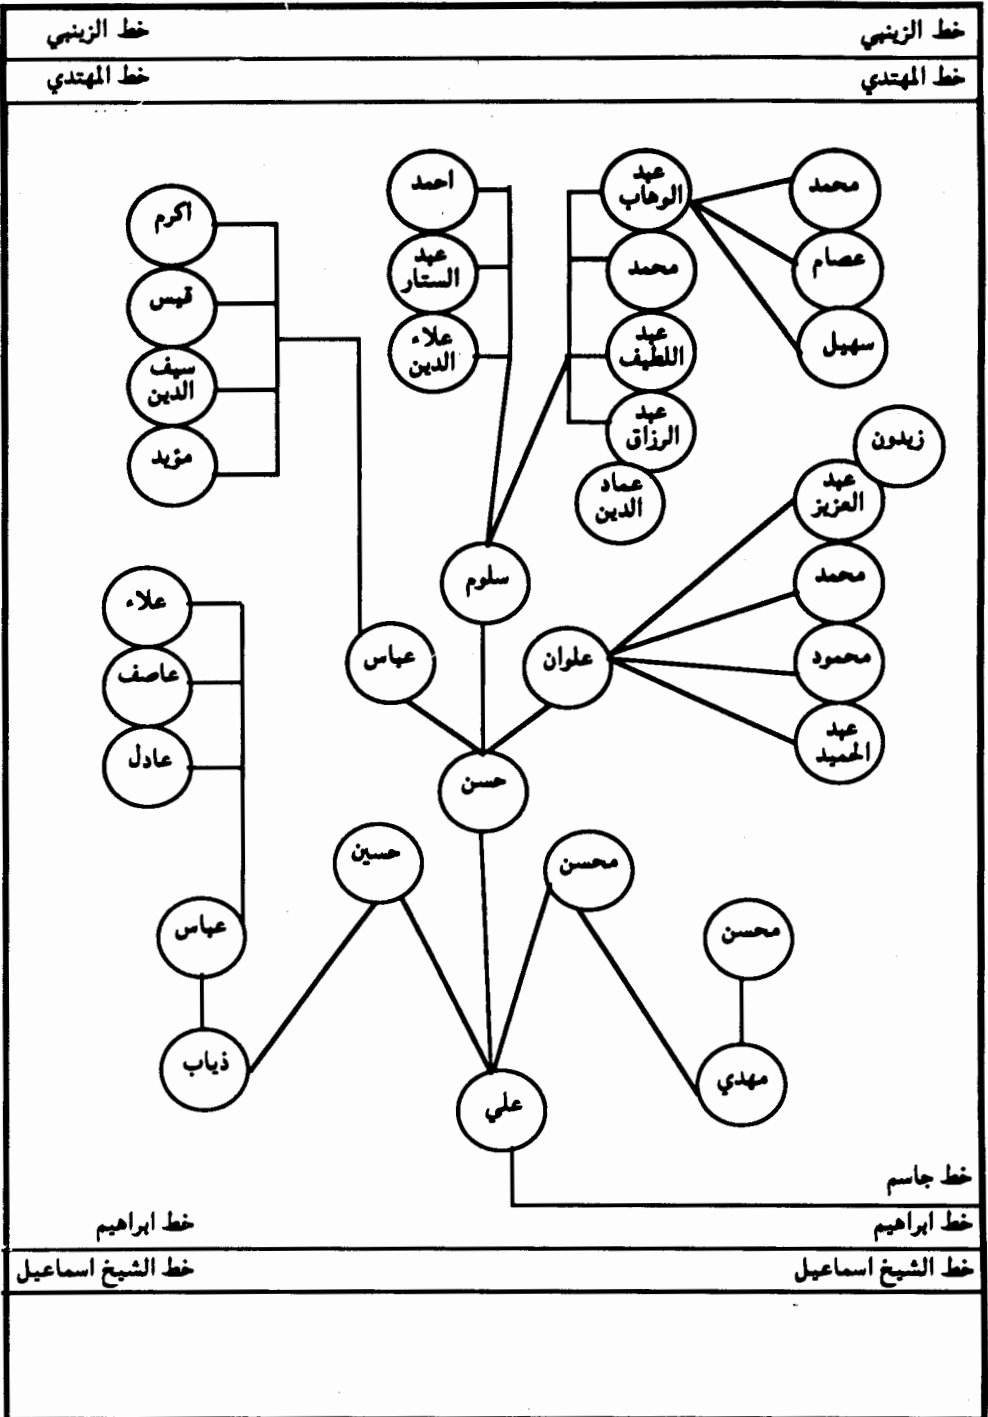 خط الزينبي
خط الزينبي
خط المهتدي
خط المهتدي
محمد
عصام
سهيل
عبد
الوهاب
محمد
عبد
اللطيف
عبد
الرزاق
عماد
الدين
احمد
عبد
الستار
علاء
الدين
اكرم
قيس
سيف
الدين
مؤيد
زيدون
عبد
العزيز
محمد
محمود
عبد
الحميد
سلوم
علوان
عباس
علاء
عاصف
عادل
حسن
محسن
حسين
محسن
عباس
مهدي
ذياب
علي
خط جاسم
خط ابراهيم
خط ابراهيم
خط الشيخ اسماعيل
خط الشيخ اسماعيل